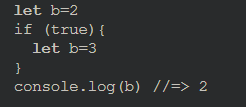 let b=2
if (true){
  let b=3
}
console.log(b) //=> 2